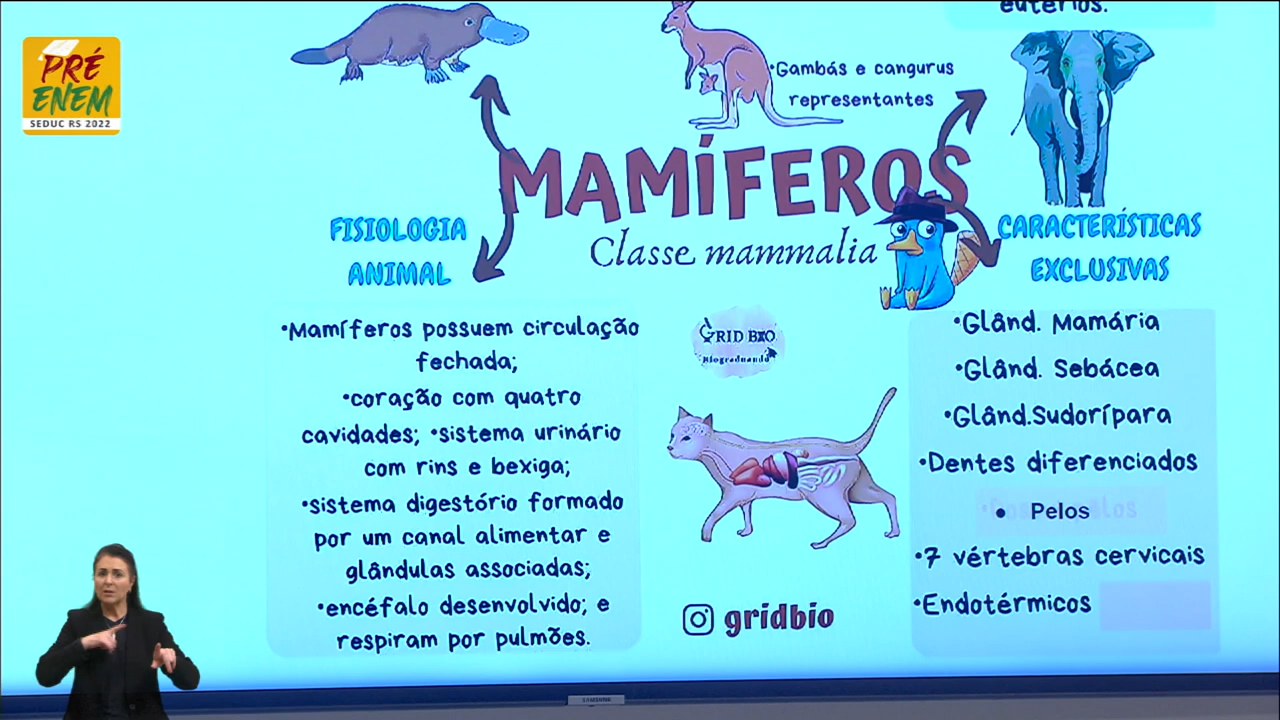 eutérios.
PRÉ
ENEM
SEDUC RS 2022
•Gambás e cangurus
representantes
MAMÍFEROS
Classe mammalia
FISIOLOGIA
ANIMAL
•Mamíferos possuem circulação
fechada;
•coração com quatro
cavidades; •sistema urinário
com rins e bexiga;
•sistema digestório formado
por um canal alimentar e
glândulas associadas;
•encéfalo desenvolvido; e
respiram por pulmões.
GRID BIO
Biograduando
gridbio
CARACTERÍSTICAS
EXCLUSIVAS
•Glând. Mamária
•Glând. Sebácea
•Glând.Sudorípara
•Dentes diferenciados
• Pelos
•7 vértebras cervicais
•Endotérmicos
SAMSUNG